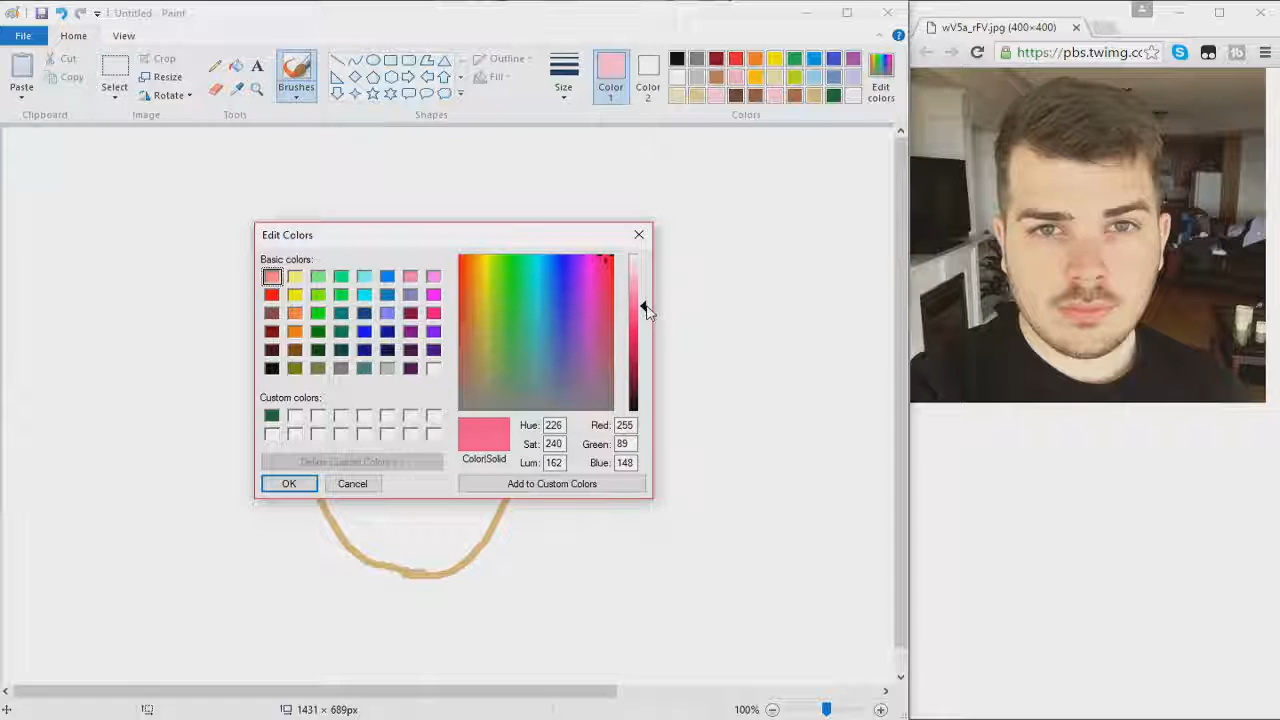 Untitled - Paint
File Home View
Paste
Cut
Copy
Clipboard
Select
Crop
Resize
Rotate
Image
Tools
Brushes
Outline
Fill
Shapes
Size
Color 1
Color 2
Edit colors
Colors
wV5a_rFV.jpg (400×400)
https://pbs.twimg.cc
Edit Colors
Basic colors:
Custom colors:
Define Custom Colors
OK Cancel
Color|Solid
Hue: 226 Red: 255
Sat: 240 Green: 89
Lum: 162 Blue: 148
Add to Custom Colors
1431 × 689px
100%